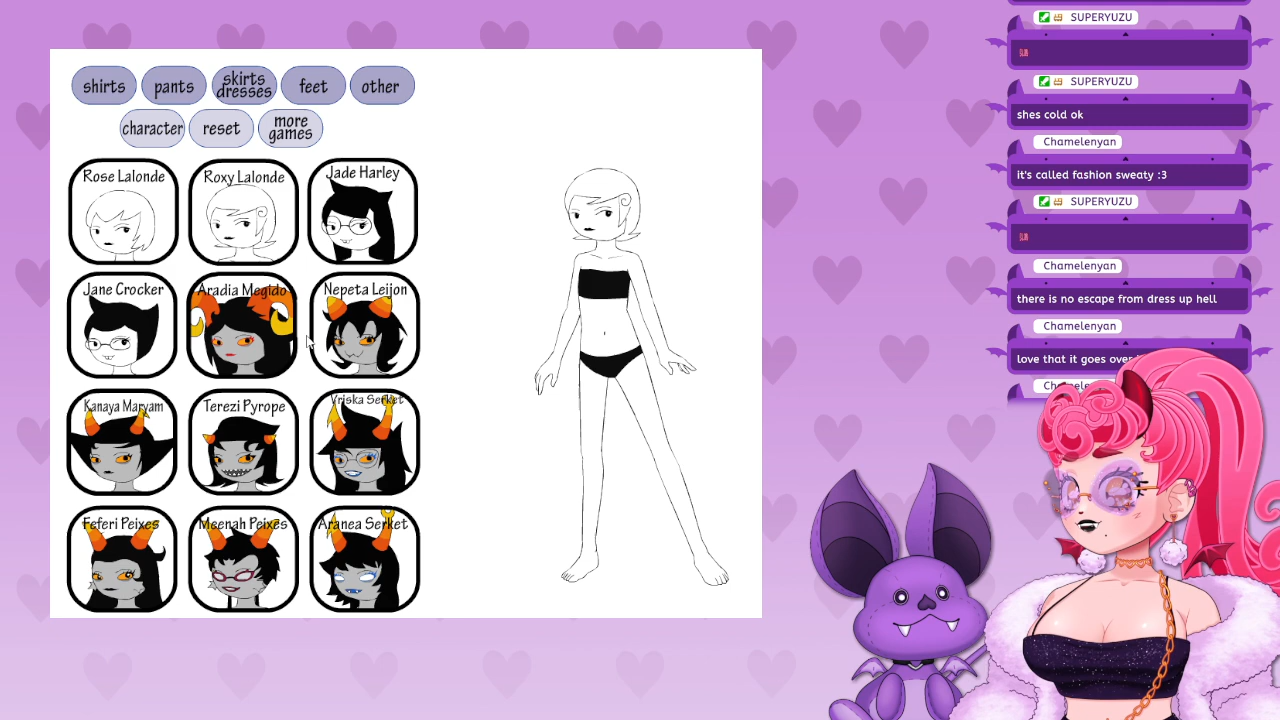 shirts
pants
skirts
dresses
feet
other
character
reset
more
games
Rose Lalonde
Roxy Lalonde
Jade Harley
Jane Crocker
Aradia Megido
Nepeta Leijon
Kanaya Maryam
Terezi Pyrope
Vriska Serket
Feferi Peixes
Meenah Peixes
Aranea Serket
SUPERYUZU
SUPERYUZU
shes cold ok
Chamelenyan
it's called fashion sweaty :3
SUPERYUZU
Chamelenyan
there is no escape from dress up hell
Chamelenyan
love that it goes over